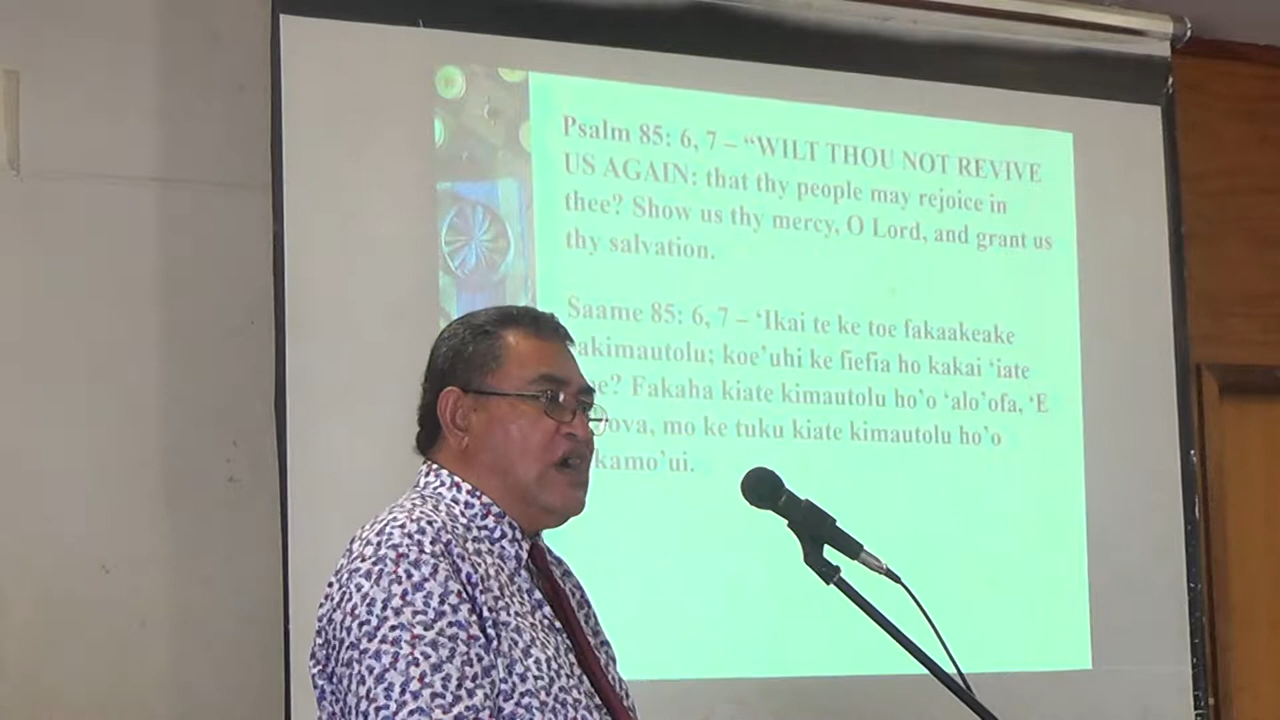 Psalm 85: 6, 7 – “WILT THOU NOT REVIVE
US AGAIN: that thy people may rejoice in
thee? Show us thy mercy, O Lord, and grant us
thy salvation.
Saame 85: 6, 7 – ‘Ikai te ke toe fakaakeake
akimautolu; koe’uhi ke fiefia ho kakai ‘iate
Fakaha kiate kimautolu ho’o ‘alo’ofa, ‘E
mo ke tuku kiate kimautolu ho’o